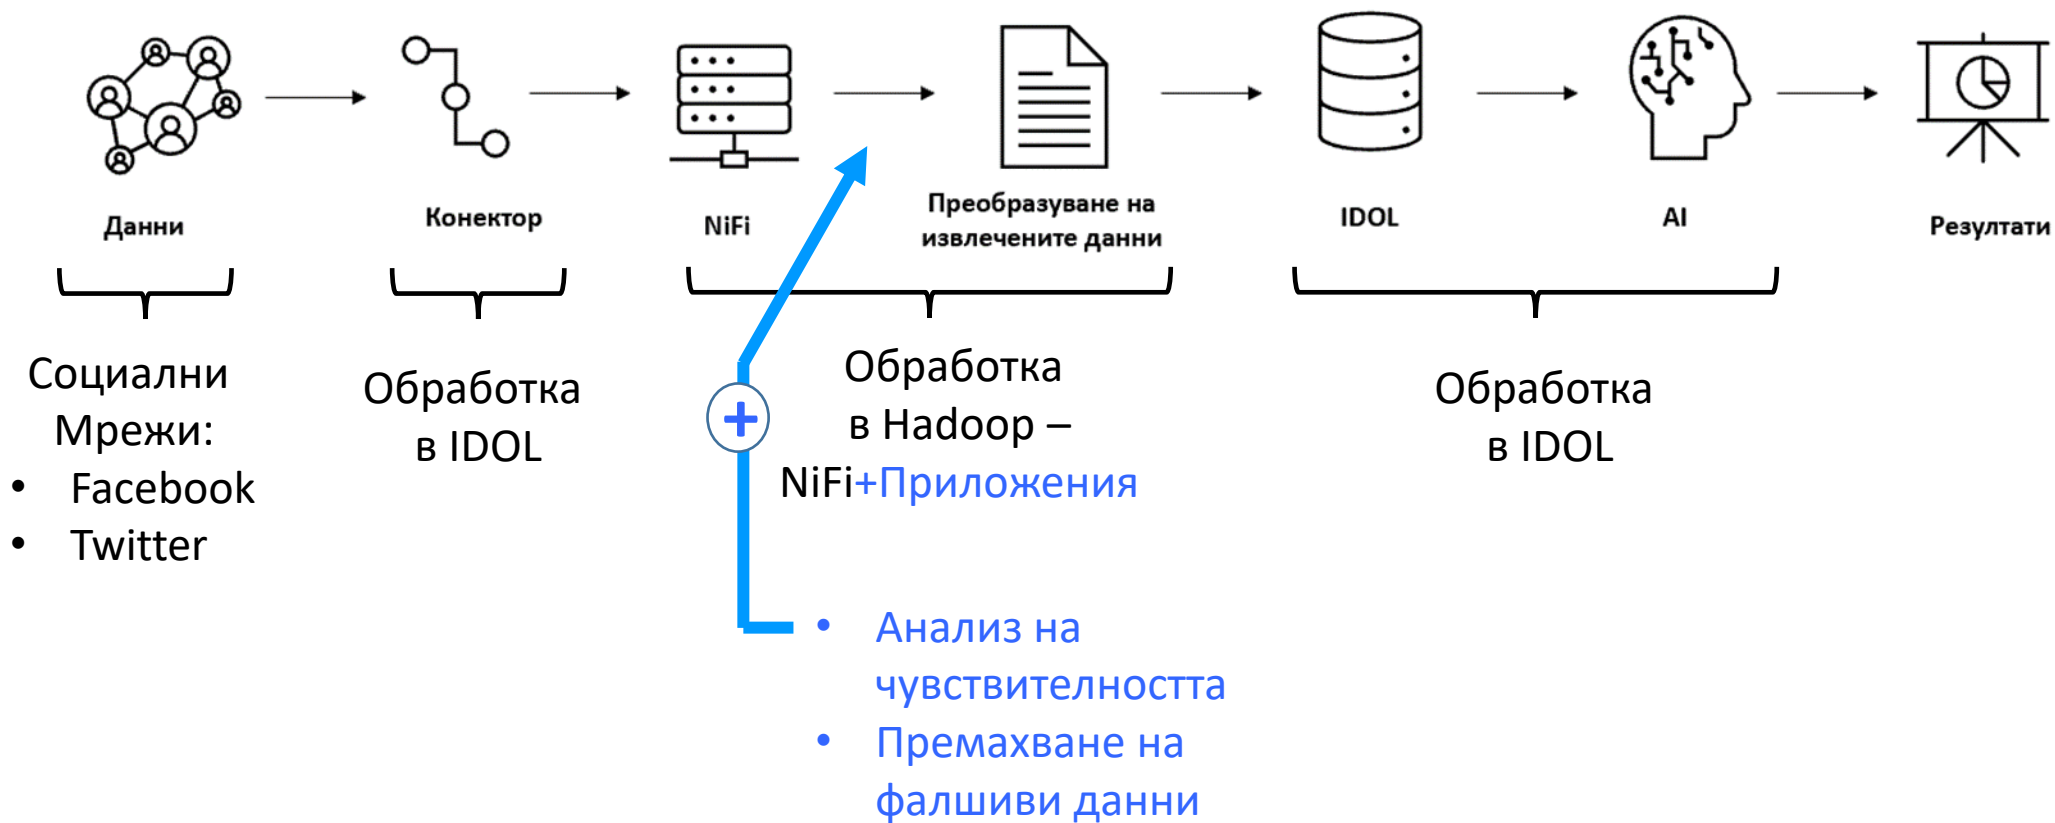 Данни
Конектор
NiFi
Преобразуване на
извлечените данни
IDOL
AI
Резултати
Социални
Мрежи:
• Facebook
• Twitter
Обработка
в IDOL
Обработка
в Hadoop –
NiFi+Приложения
Обработка
в IDOL
+
• Анализ на
чувствителността
• Премахване на
фалшиви данни